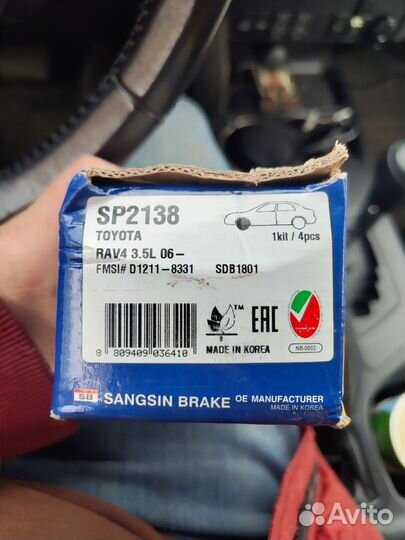 SP2138
TOYOTA
1kit / 4pcs
RAV4 3.5L 06-
FMSI# D1211-8331 SDB1801
TM
EAC
B
8 809409 036410
MADE IN KOREA
NB-0002
SB
SANGSIN BRAKE OE MANUFACTURER
MADE IN KOREA
Avito